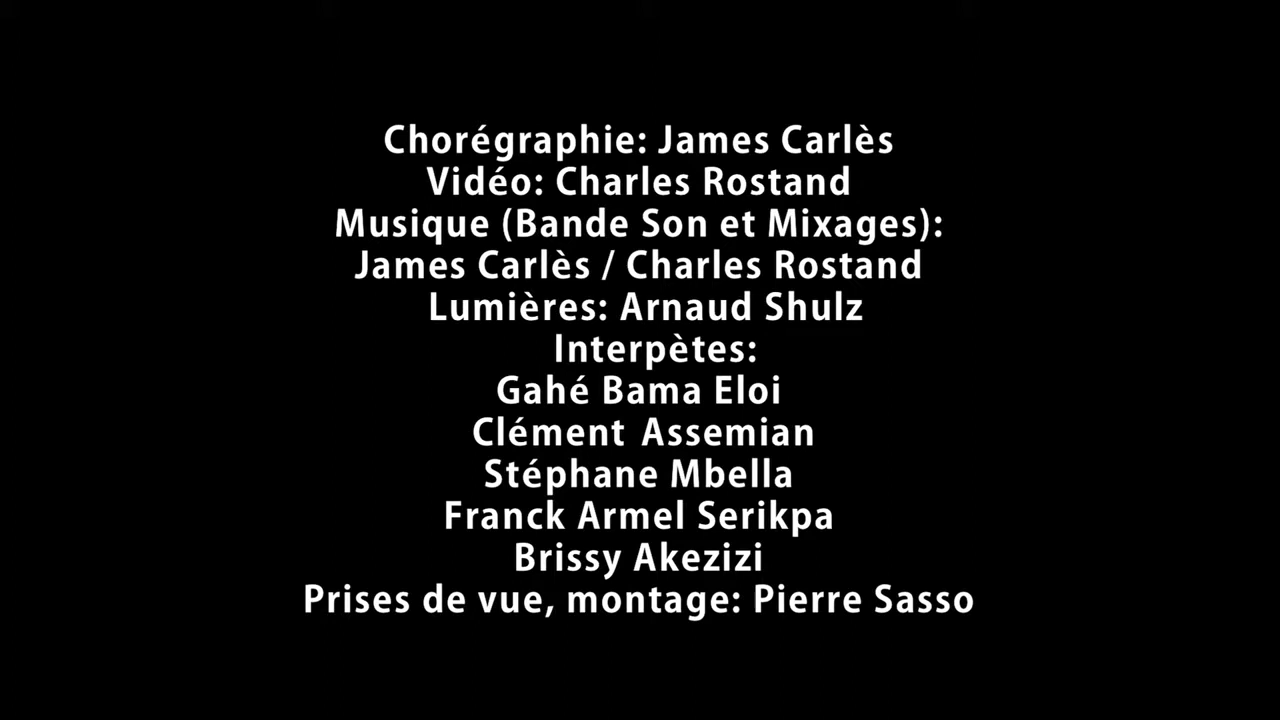 Chorégraphie: James Carlès
Vidéo: Charles Rostand
Musique (Bande Son et Mixages):
James Carlès / Charles Rostand
Lumières: Arnaud Shulz
Interpètes:
Gahé Bama Eloi
Clément Assemian
Stéphane Mbella
Franck Armel Serikpa
Brissy Akezizi
Prises de vue, montage: Pierre Sasso